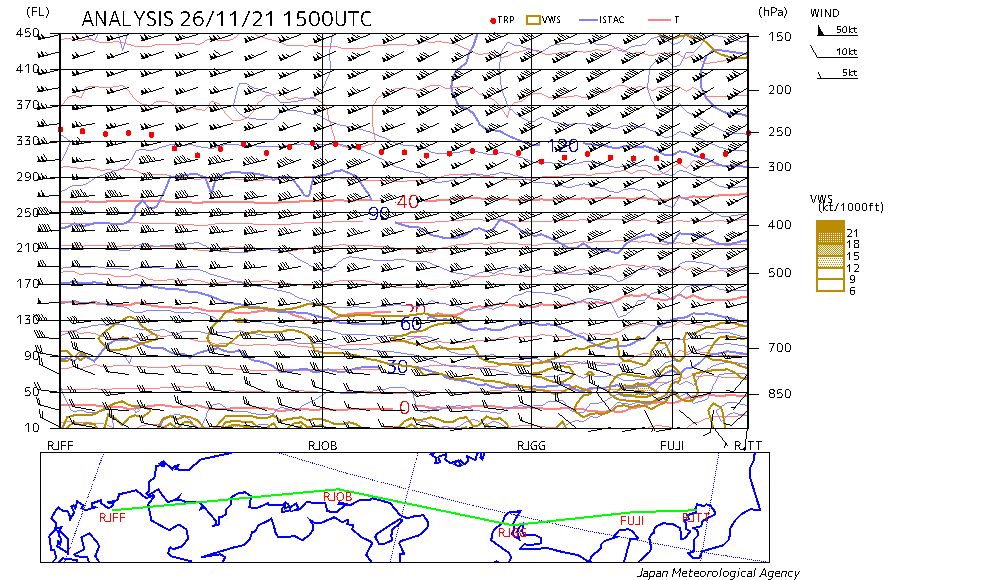 (FL) ANALYSIS 26/11/21 1500UTC TRP VWS ISTAC T (hPa) WIND
450 150 50kt
10kt
410 5kt
200
370
250
330 120
300
290
40 VWS
250 90 (kt/1000ft)
400
210 21
18
500 15
170 12
9
-20 6
130 60
700
90 30
50 850
0
10
RJFF RJOB RJGG FUJI RJTT
RJOB
RJFF FUJI RJTT
RJGG
Japan Meteorological Agency